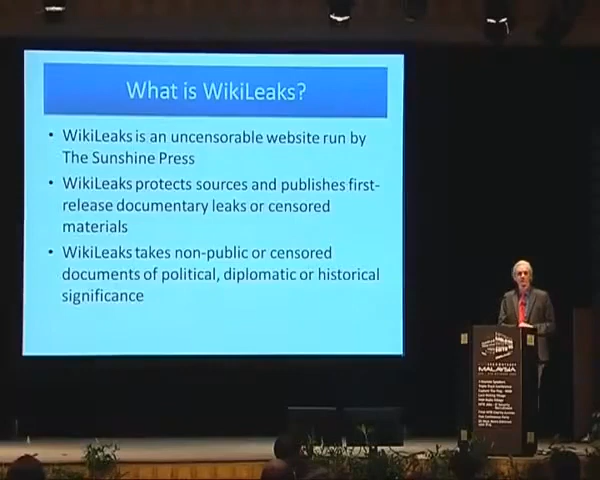 What is WikiLeaks?
• WikiLeaks is an uncensorable website run by
The Sunshine Press
• WikiLeaks protects sources and publishes first-
release documentary leaks or censored
materials
• WikiLeaks takes non-public or censored
documents of political, diplomatic or historical
significance
MALAYSIA